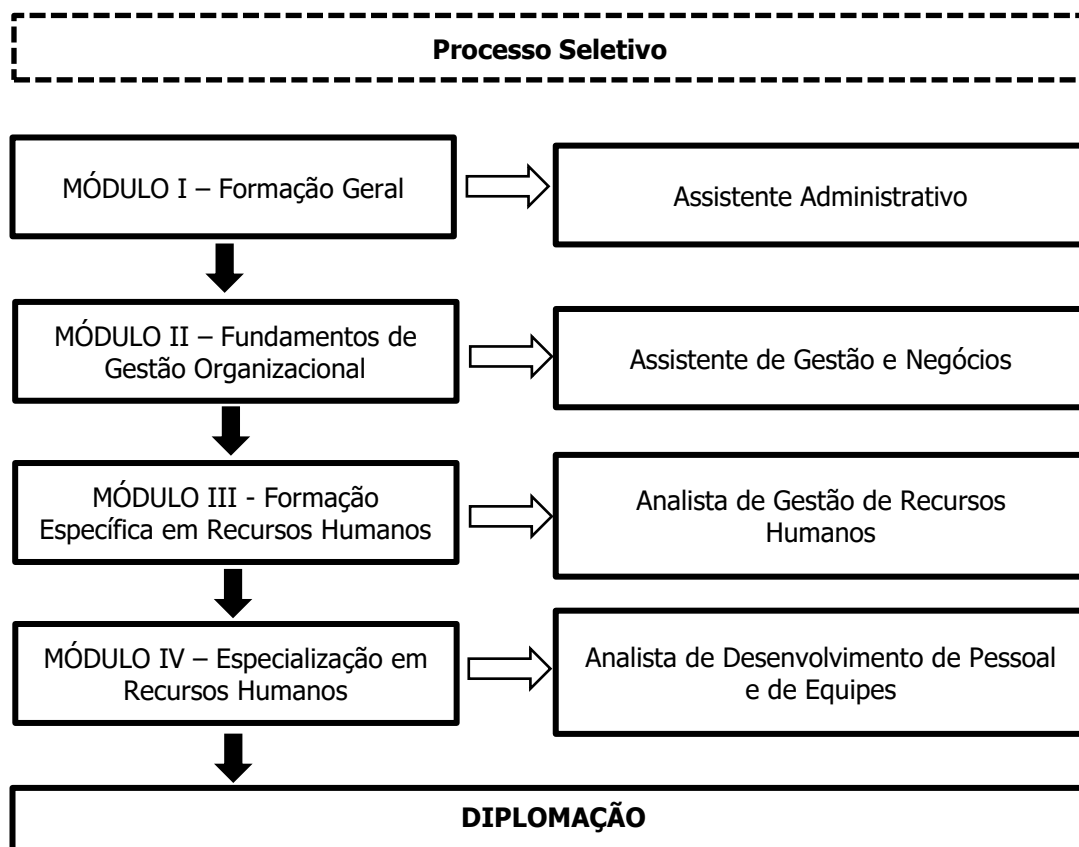 Processo Seletivo
MÓDULO I – Formação Geral
Assistente Administrativo
MÓDULO II – Fundamentos de
Gestão Organizacional
Assistente de Gestão e Negócios
MÓDULO III - Formação
Específica em Recursos Humanos
Analista de Gestão de Recursos
Humanos
MÓDULO IV – Especialização em
Recursos Humanos
Analista de Desenvolvimento de Pessoal
e de Equipes
DIPLOMAÇÃO